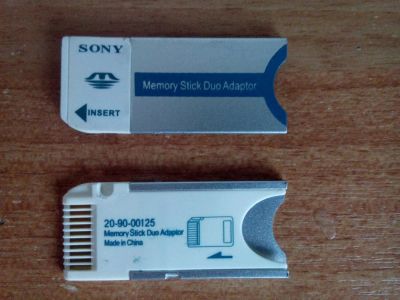 SONY
Memory Stick Duo Adaptor
INSERT
20-90-00125
Memory Stick Duo Adaptor
Made in China